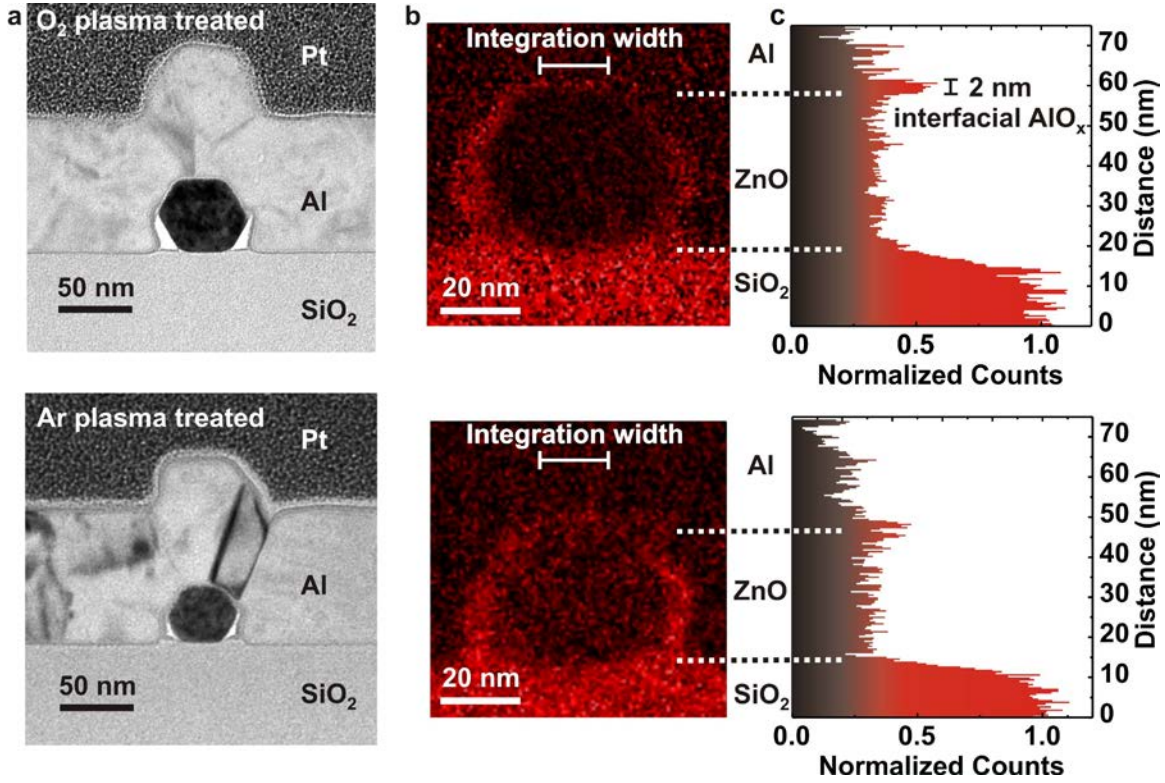 a
O₂ plasma treated
Pt
Al
50 nm
SiO₂
b
Integration width
20 nm
Al
ZnO
SiO₂
c
2 nm
interfacial AlOₓ
70
60
50
40
30
20
10
0
Distance (nm)
0.0 0.5 1.0
Normalized Counts
Ar plasma treated
Pt
Al
50 nm
SiO₂
Integration width
20 nm
Al
ZnO
SiO₂
70
60
50
40
30
20
10
0
Distance (nm)
0.0 0.5 1.0
Normalized Counts